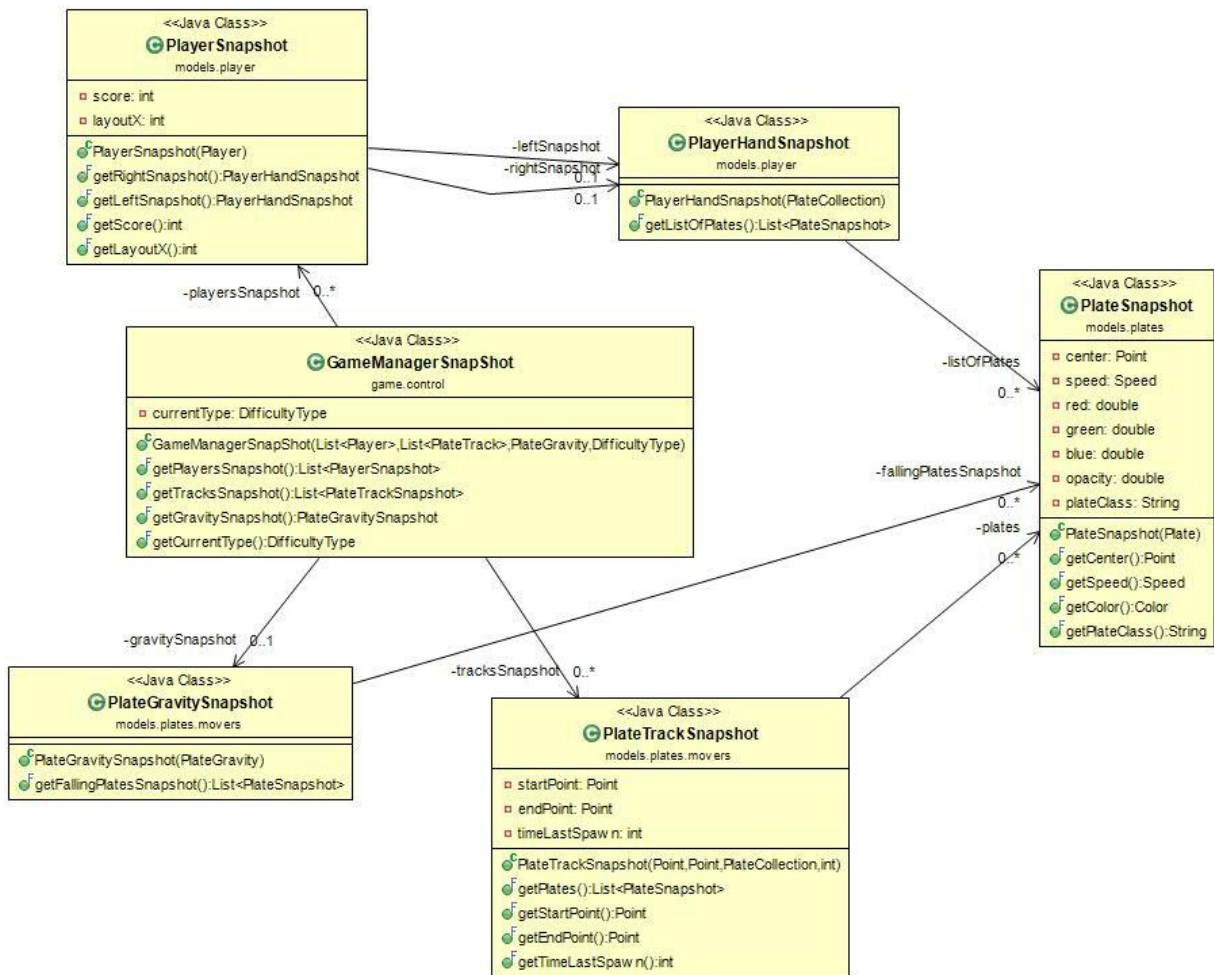 <<Java Class>>
PlayerSnapshot
models.player
score: int
layoutX: int
PlayerSnapshot(Player)
getRightSnapshot():PlayerHandSnapshot
getLeftSnapshot():PlayerHandSnapshot
getScore():int
getLayoutX():int
-leftSnapshot
0..1
-rightSnapshot
0..1
<<Java Class>>
PlayerHandSnapshot
models.player
PlayerHandSnapshot(PlateCollection)
getListOfPlates():List<PlateSnapshot>
-playersSnapshot
0..*
<<Java Class>>
GameManagerSnapShot
game.control
currentType: DifficultyType
GameManagerSnapShot(List<Player>,List<PlateTrack>,PlateGravity,DifficultyType)
getPlayersSnapshot():List<PlayerSnapshot>
getTracksSnapshot():List<PlateTrackSnapshot>
getGravitySnapshot():PlateGravitySnapshot
getCurrentType():DifficultyType
-listOfPlates
0..*
-fallingPlatesSnapshot
0..*
-plates
0..*
<<Java Class>>
PlateSnapshot
models.plates
center: Point
speed: Speed
red: double
green: double
blue: double
opacity: double
plateClass: String
PlateSnapshot(Plate)
getCenter():Point
getSpeed():Speed
getColor():Color
getPlateClass():String
-gravitySnapshot
0..1
-tracksSnapshot
0..*
<<Java Class>>
PlateGravitySnapshot
models.plates.movers
PlateGravitySnapshot(PlateGravity)
getFallingPlatesSnapshot():List<PlateSnapshot>
<<Java Class>>
PlateTrackSnapshot
models.plates.movers
startPoint: Point
endPoint: Point
timeLastSpawn: int
PlateTrackSnapshot(Point,Point,PlateCollection,int)
getPlates():List<PlateSnapshot>
getStartPoint():Point
getEndPoint():Point
getTimeLastSpawn():int